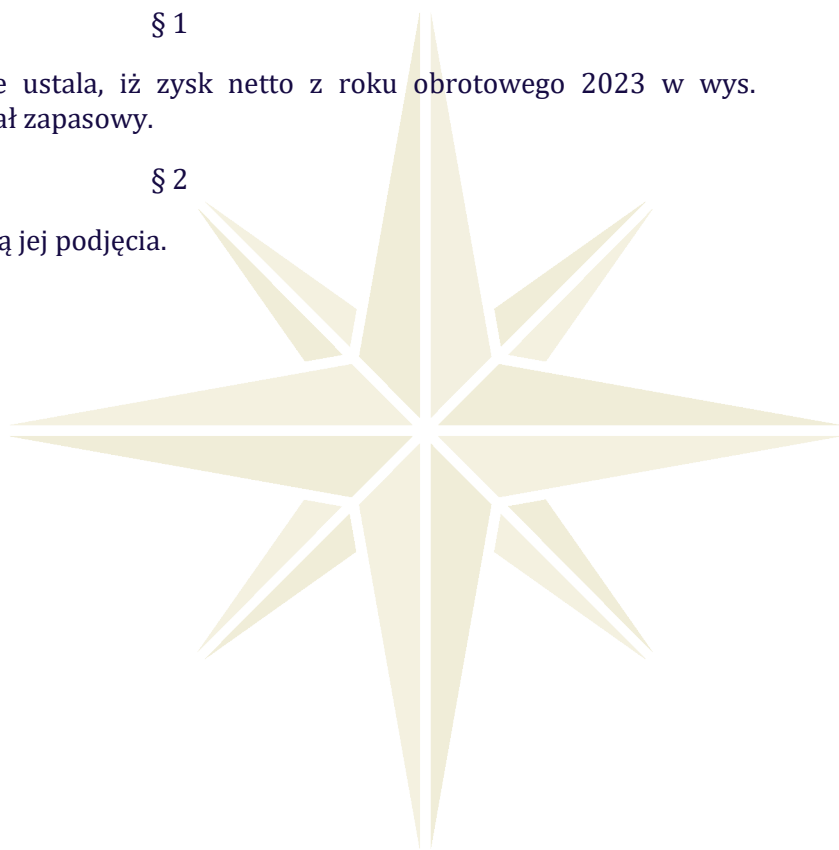 § 1
e ustala, iż zysk netto z roku obrotowego 2023 w wys.
ał zapasowy.
§ 2
ą jej podjęcia.